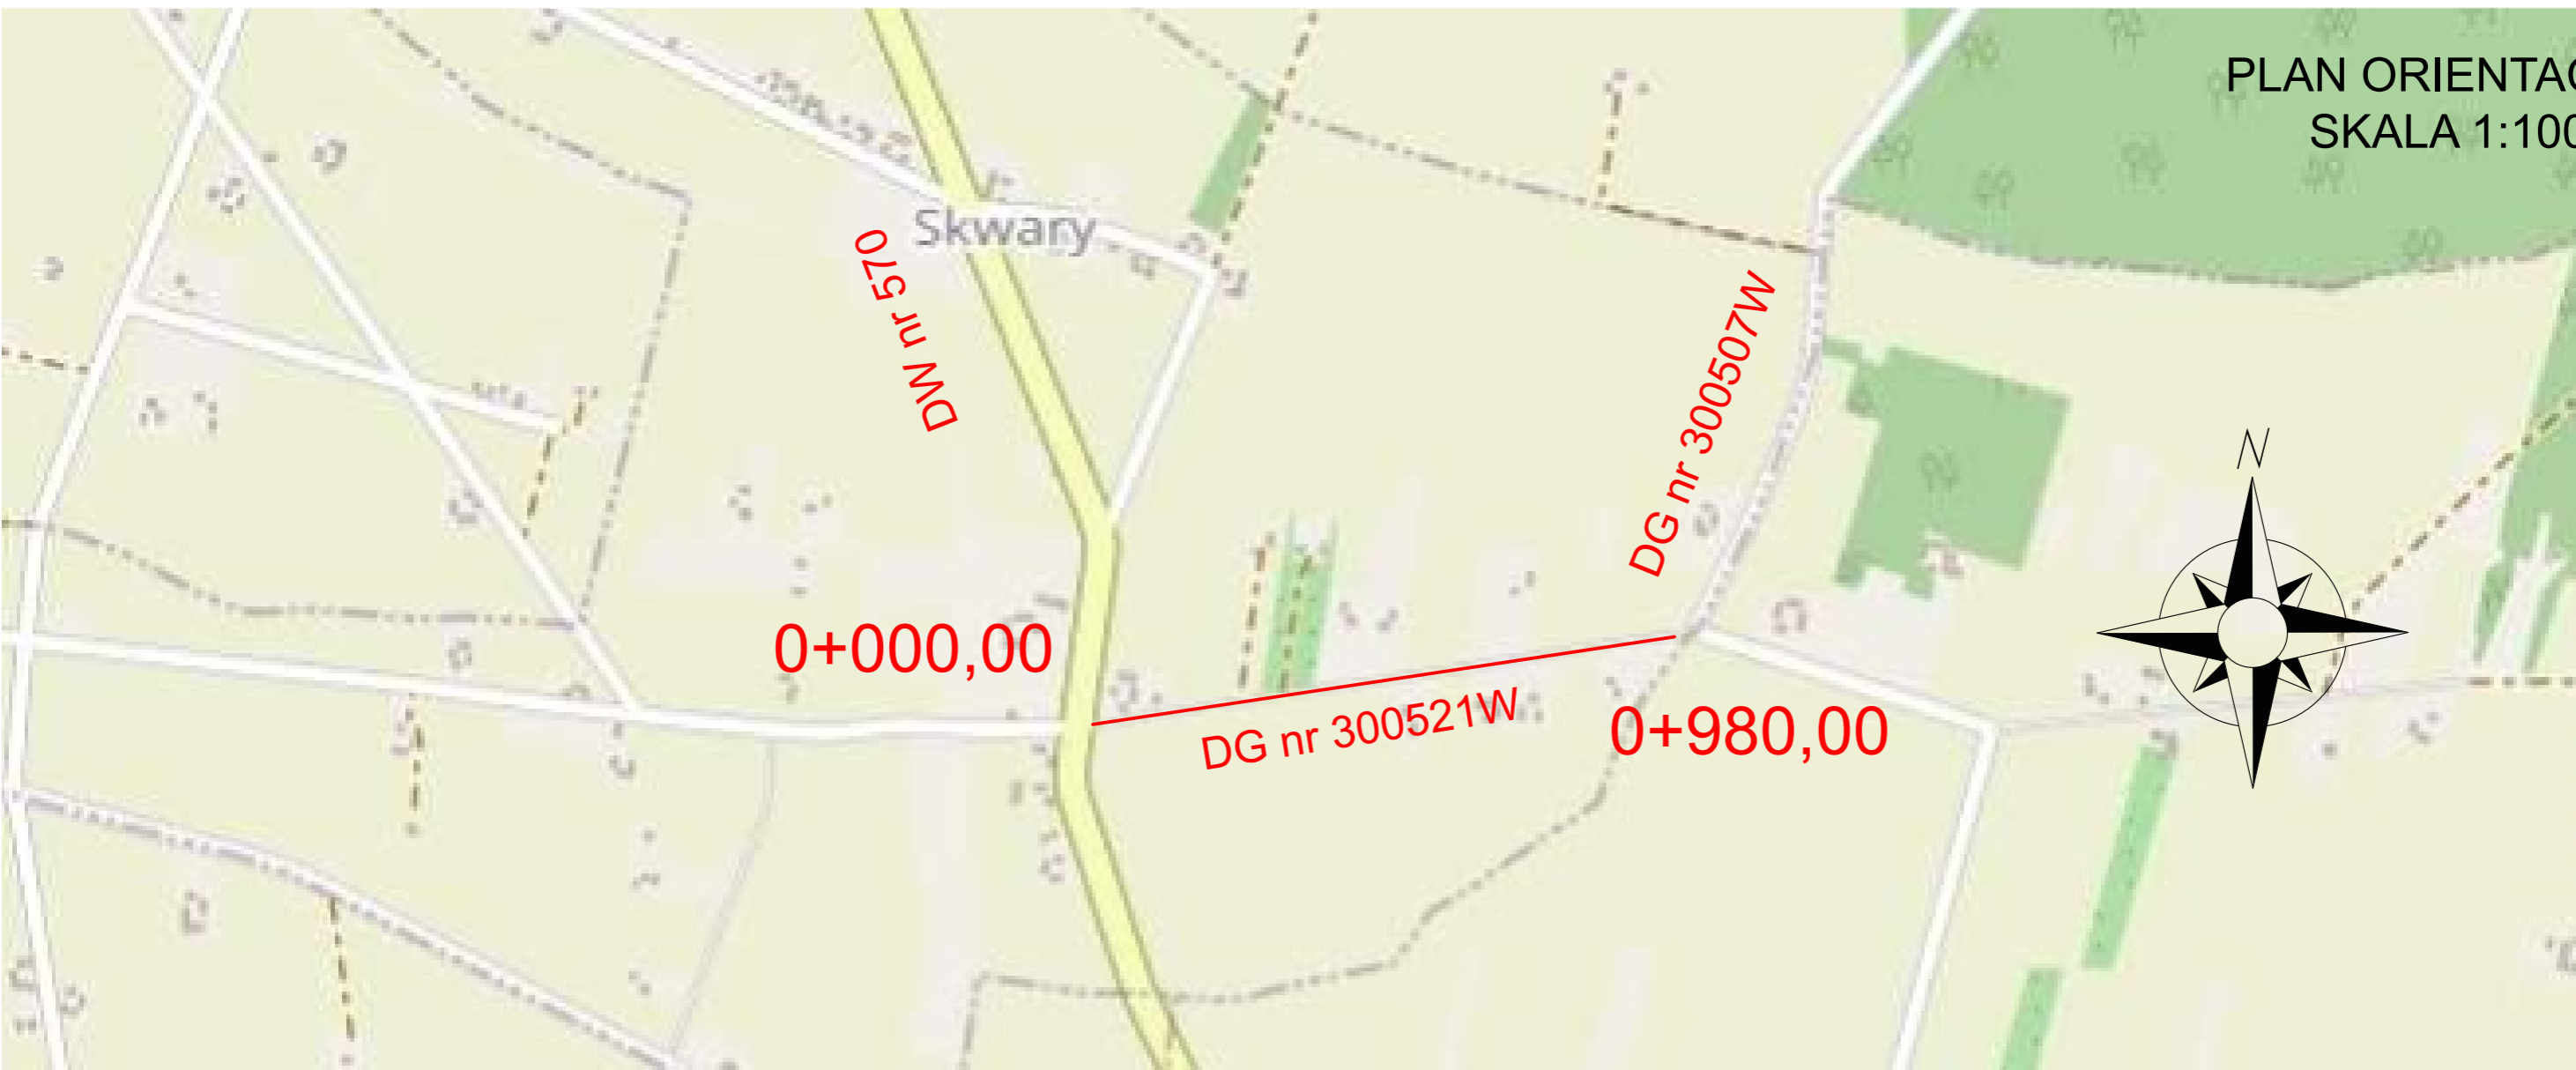 PLAN ORIENTAC
SKALA 1:100
Skwary
DW nr 570
DG nr 300507W
N
0+000,00
DG nr 300521W
0+980,00